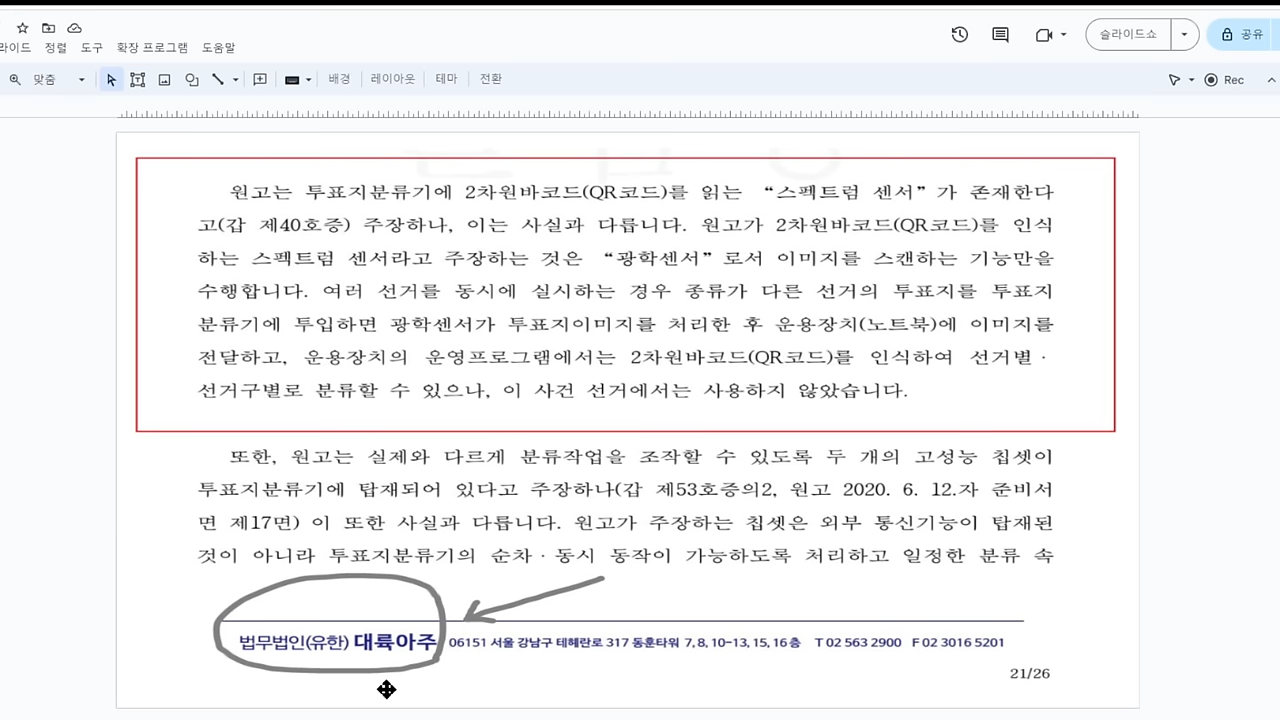 라이드 정렬 도구 확장 프로그램 도움말
슬라이드쇼
공유
맞춤
배경 레이아웃 테마 전환
Rec
원고는 투표지분류기에 2차원바코드(QR코드)를 읽는 “스펙트럼 센서”가 존재한다
고(갑 제40호증) 주장하나, 이는 사실과 다릅니다. 원고가 2차원바코드(QR코드)를 인식
하는 스펙트럼 센서라고 주장하는 것은 “광학센서”로서 이미지를 스캔하는 기능만을
수행합니다. 여러 선거를 동시에 실시하는 경우 종류가 다른 선거의 투표지를 투표지
분류기에 투입하면 광학센서가 투표지이미지를 처리한 후 운용장치(노트북)에 이미지를
전달하고, 운용장치의 운영프로그램에서는 2차원바코드(QR코드)를 인식하여 선거별·
선거구별로 분류할 수 있으나, 이 사건 선거에서는 사용하지 않았습니다.
또한, 원고는 실제와 다르게 분류작업을 조작할 수 있도록 두 개의 고성능 칩셋이
투표지분류기에 탑재되어 있다고 주장하나(갑 제53호증의2, 원고 2020. 6. 12.자 준비서
면 제17면) 이 또한 사실과 다릅니다. 원고가 주장하는 칩셋은 외부 통신기능이 탑재된
것이 아니라 투표지분류기의 순차·동시 동작이 가능하도록 처리하고 일정한 분류 속
법무법인(유한) 대륙아주 06151 서울 강남구 테헤란로 317 동훈타워 7, 8, 10-13, 15, 16층 T 02 563 2900 F 02 3016 5201
21/26